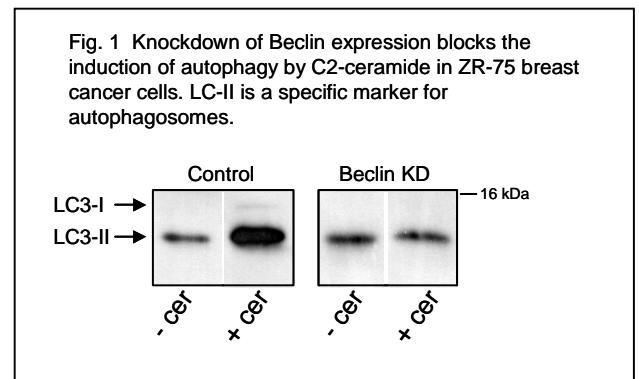 Fig. 1 Knockdown of Beclin expression blocks the
induction of autophagy by C2-ceramide in ZR-75 breast
cancer cells. LC-II is a specific marker for
autophagosomes.
Control
Beclin KD
16 kDa
LC3-I
LC3-II
- cer
+ cer
- cer
+ cer